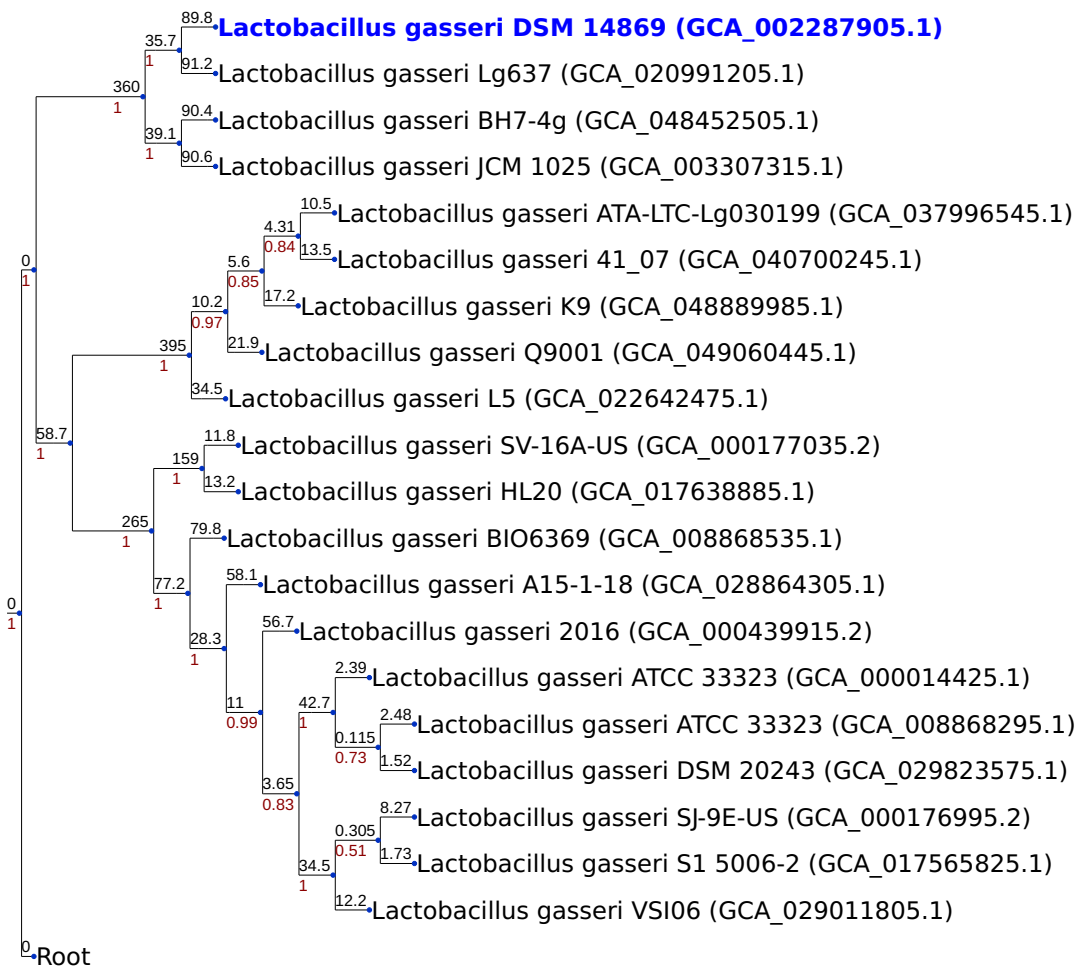 89.8
Lactobacillus gasseri DSM 14869 (GCA_002287905.1)
35.7
1
91.2
Lactobacillus gasseri Lg637 (GCA_020991205.1)
360
1
90.4
Lactobacillus gasseri BH7-4g (GCA_048452505.1)
39.1
1
90.6
Lactobacillus gasseri JCM 1025 (GCA_003307315.1)
10.5
Lactobacillus gasseri ATA-LTC-Lg030199 (GCA_037996545.1)
4.31
0.84
13.5
Lactobacillus gasseri 41_07 (GCA_040700245.1)
0
1
5.6
0.85
17.2
Lactobacillus gasseri K9 (GCA_048889985.1)
10.2
0.97
21.9
Lactobacillus gasseri Q9001 (GCA_049060445.1)
395
1
34.5
Lactobacillus gasseri L5 (GCA_022642475.1)
58.7
1
11.8
Lactobacillus gasseri SV-16A-US (GCA_000177035.2)
159
1
13.2
Lactobacillus gasseri HL20 (GCA_017638885.1)
265
1
79.8
Lactobacillus gasseri BIO6369 (GCA_008868535.1)
77.2
1
58.1
Lactobacillus gasseri A15-1-18 (GCA_028864305.1)
0
1
28.3
1
56.7
Lactobacillus gasseri 2016 (GCA_000439915.2)
2.39
Lactobacillus gasseri ATCC 33323 (GCA_000014425.1)
11
0.99
42.7
1
2.48
Lactobacillus gasseri ATCC 33323 (GCA_008868295.1)
0.115
0.73
1.52
Lactobacillus gasseri DSM 20243 (GCA_029823575.1)
3.65
0.83
8.27
Lactobacillus gasseri SJ-9E-US (GCA_000176995.2)
0.305
0.51
1.73
Lactobacillus gasseri S1 5006-2 (GCA_017565825.1)
34.5
1
12.2
Lactobacillus gasseri VSI06 (GCA_029011805.1)
0
Root